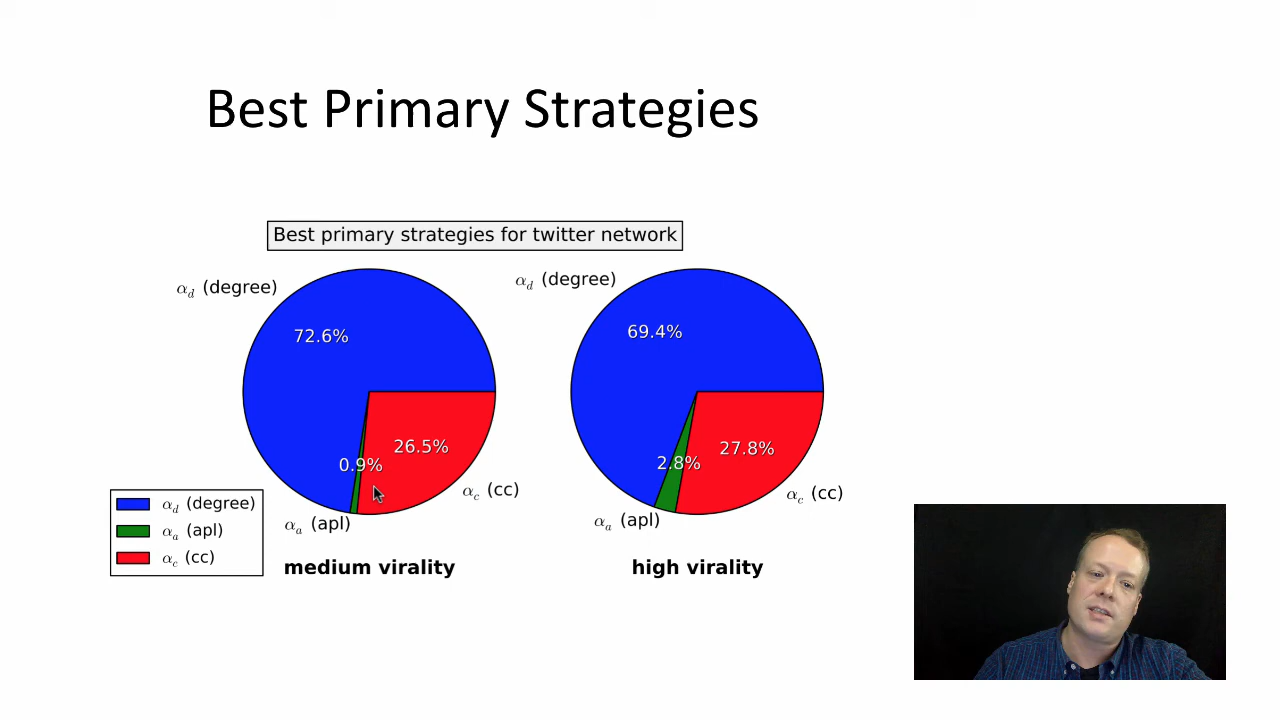 Best Primary Strategies
Best primary strategies for twitter network
α_d (degree)
72.6%
0.9%
26.5%
α_c (cc)
α_a (apl)
medium virality
α_d (degree)
69.4%
2.8%
27.8%
α_c (cc)
α_a (apl)
high virality
α_d (degree)
α_a (apl)
α_c (cc)